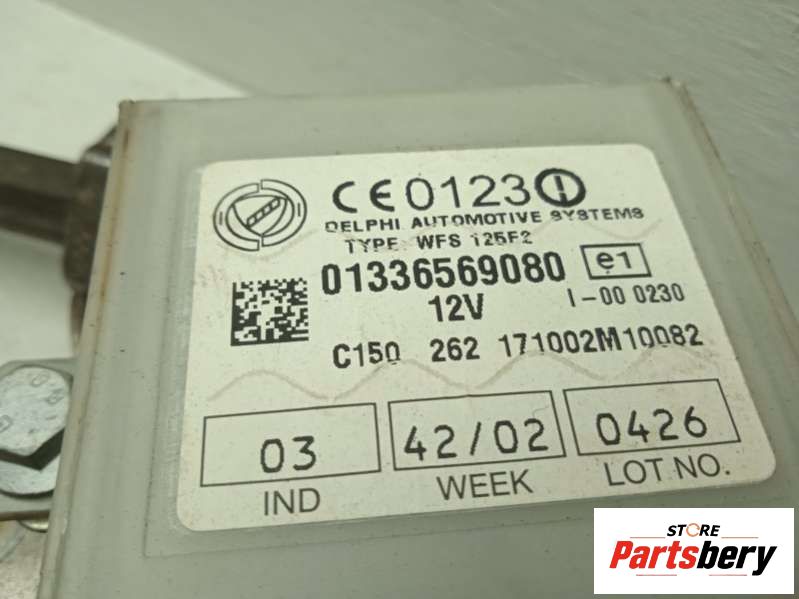 CE0123
DELPHI AUTOMOTIVE SYSTEMS
TYPE WFS 125F2
01336569080 e1
12V I-00 0230
C150 262 171002M10082
03 42/02 0426
IND WEEK LOT NO.
STORE
Partsbery